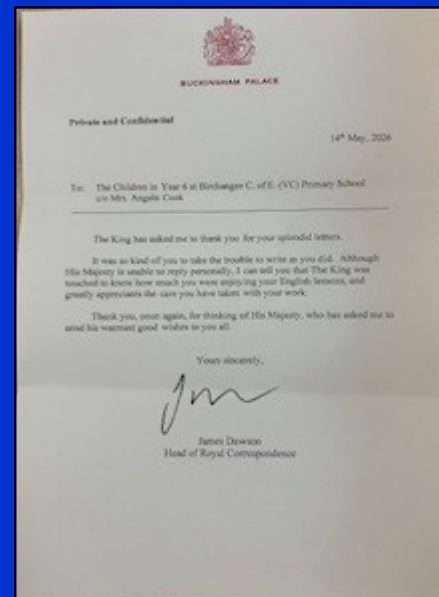 BUCKINGHAM PALACE
Private and Confidential
14th May, 2026
To: The Children in Year 6 at Birchanger C. of E. (VC) Primary School
c/o Mrs. Angela Cook
The King has asked me to thank you for your splendid letters.
It was so kind of you to take the trouble to write as you did. Although
His Majesty is unable to reply personally, I can tell you that The King was
touched to know how much you were enjoying your English lessons, and
greatly appreciates the care you have taken with your work.
Thank you, once again, for thinking of His Majesty, who has asked me to
send his warmest good wishes to you all.
Yours sincerely,
James Dawson
Head of Royal Correspondence